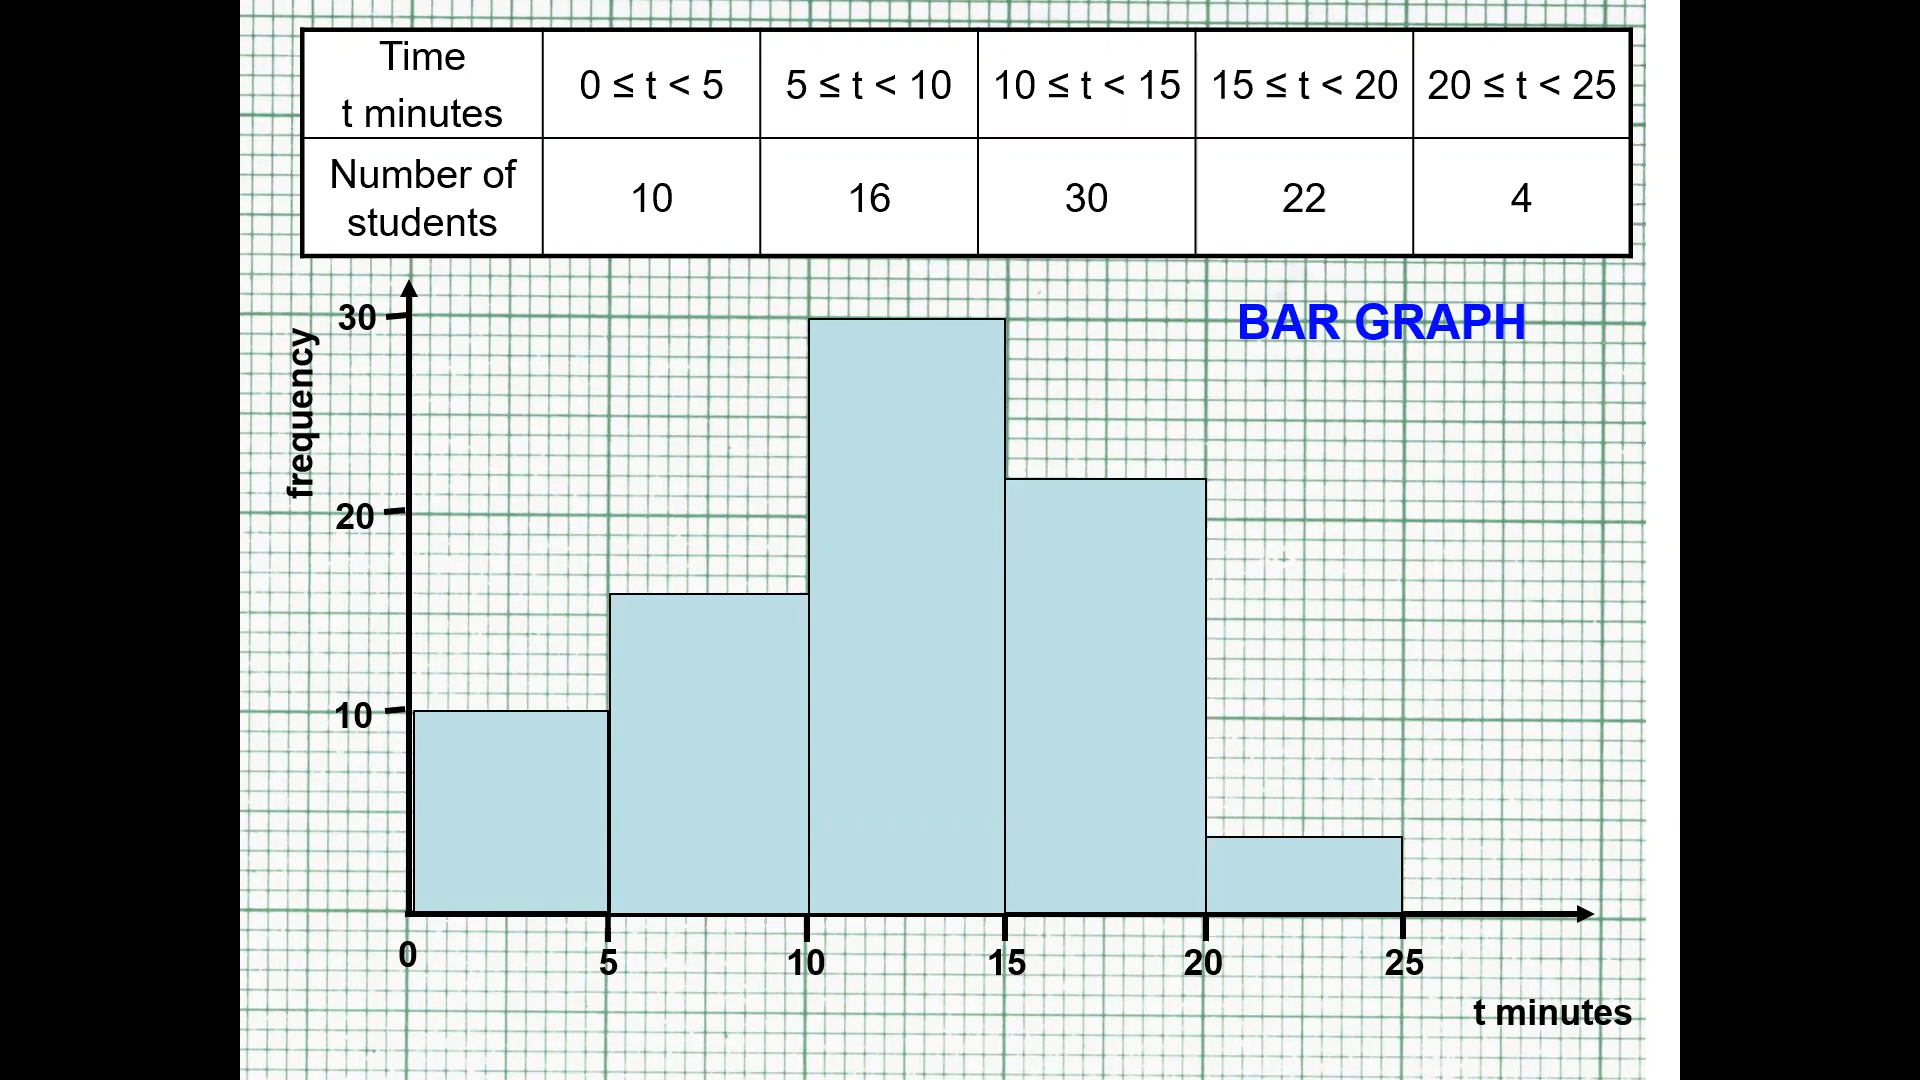 Time
t minutes
0 ≤ t < 5
5 ≤ t < 10
10 ≤ t < 15
15 ≤ t < 20
20 ≤ t < 25
Number of
students
10
16
30
22
4
BAR GRAPH
frequency
30
20
10
0
5
10
15
20
25
t minutes